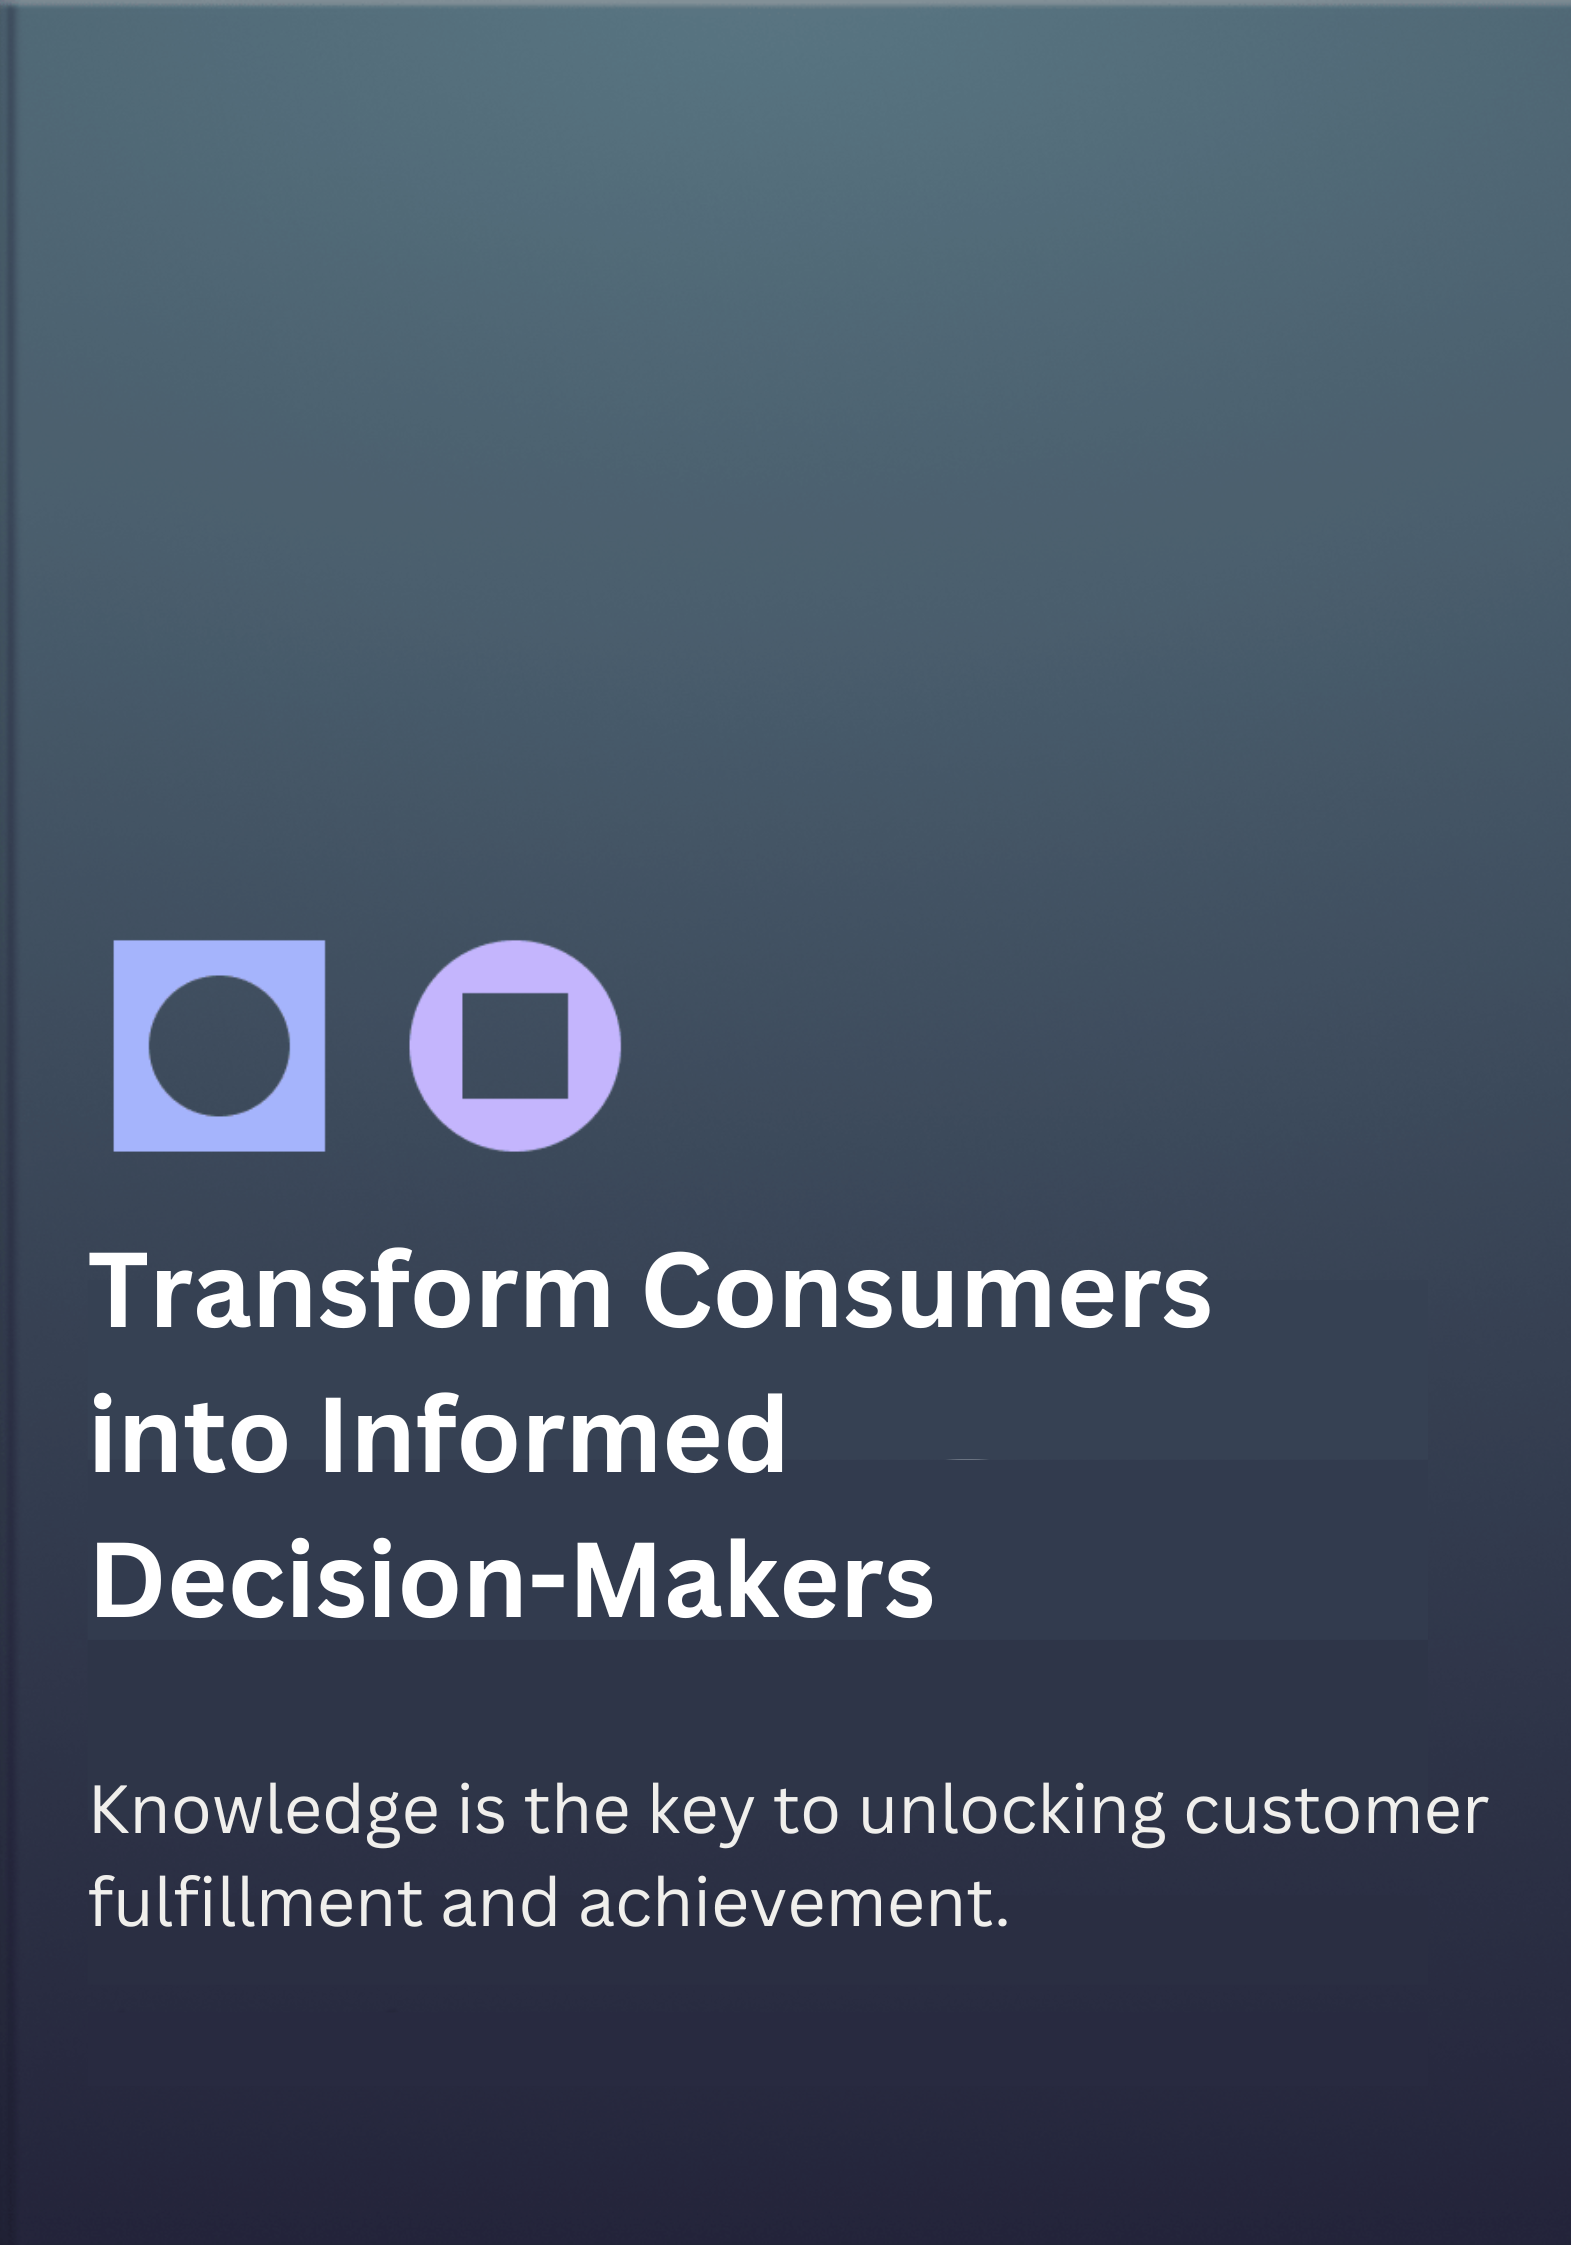 Transform Consumers
into Informed
Decision-Makers
Knowledge is the key to unlocking customer
fulfillment and achievement.